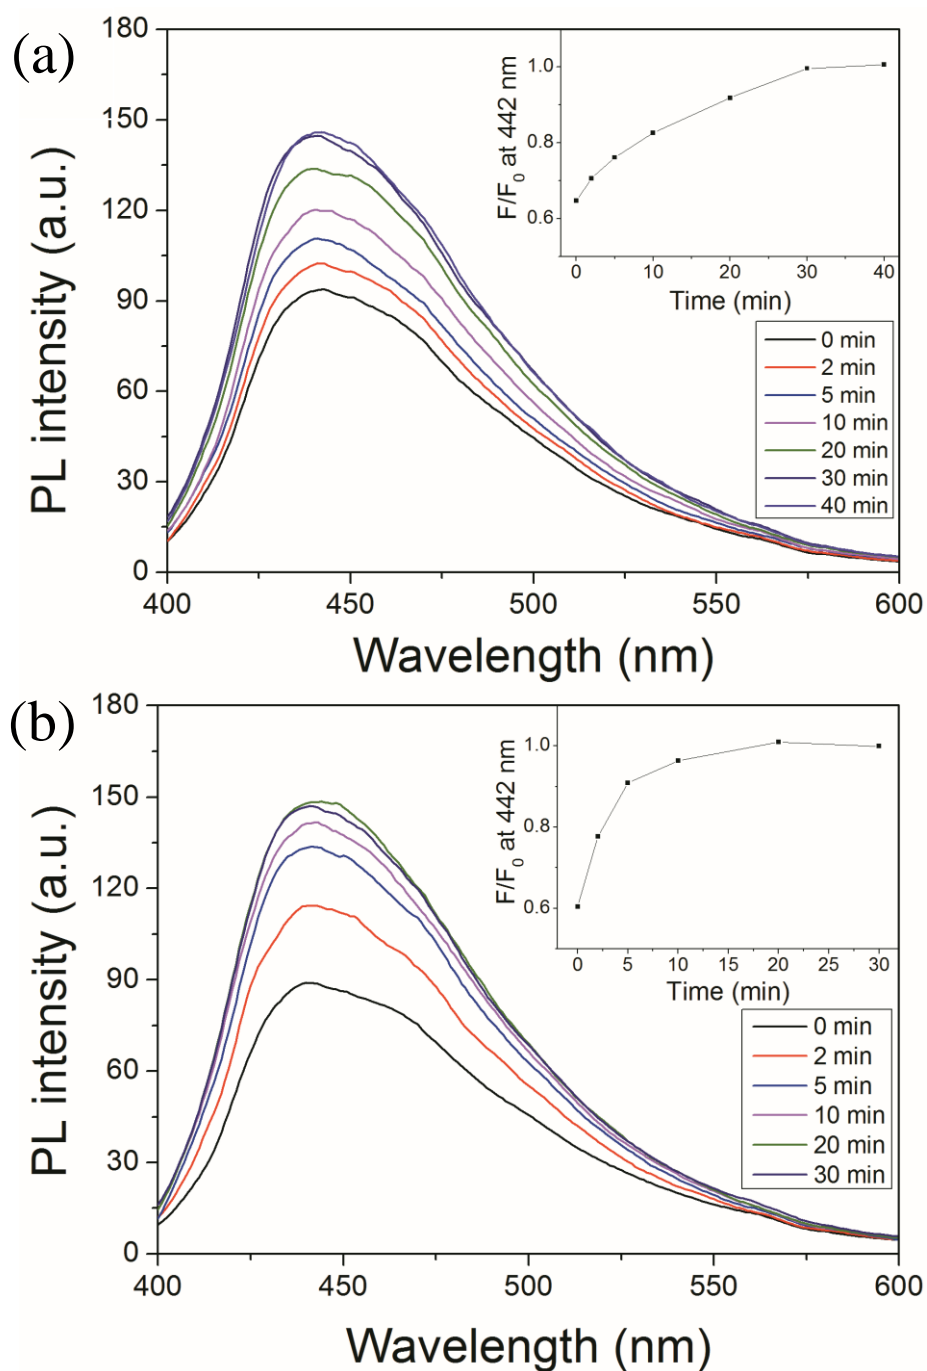 (a)
180
150
120
90
60
30
0
PL intensity (a.u.)
400
450
500
550
600
Wavelength (nm)
1.0
0.8
0.6
F/F0 at 442 nm
0
10
20
30
40
Time (min)
0 min
2 min
5 min
10 min
20 min
30 min
40 min
(b)
180
150
120
90
60
30
0
PL intensity (a.u.)
400
450
500
550
600
Wavelength (nm)
1.0
0.8
0.6
F/F0 at 442 nm
0
5
10
15
20
25
30
Time (min)
0 min
2 min
5 min
10 min
20 min
30 min